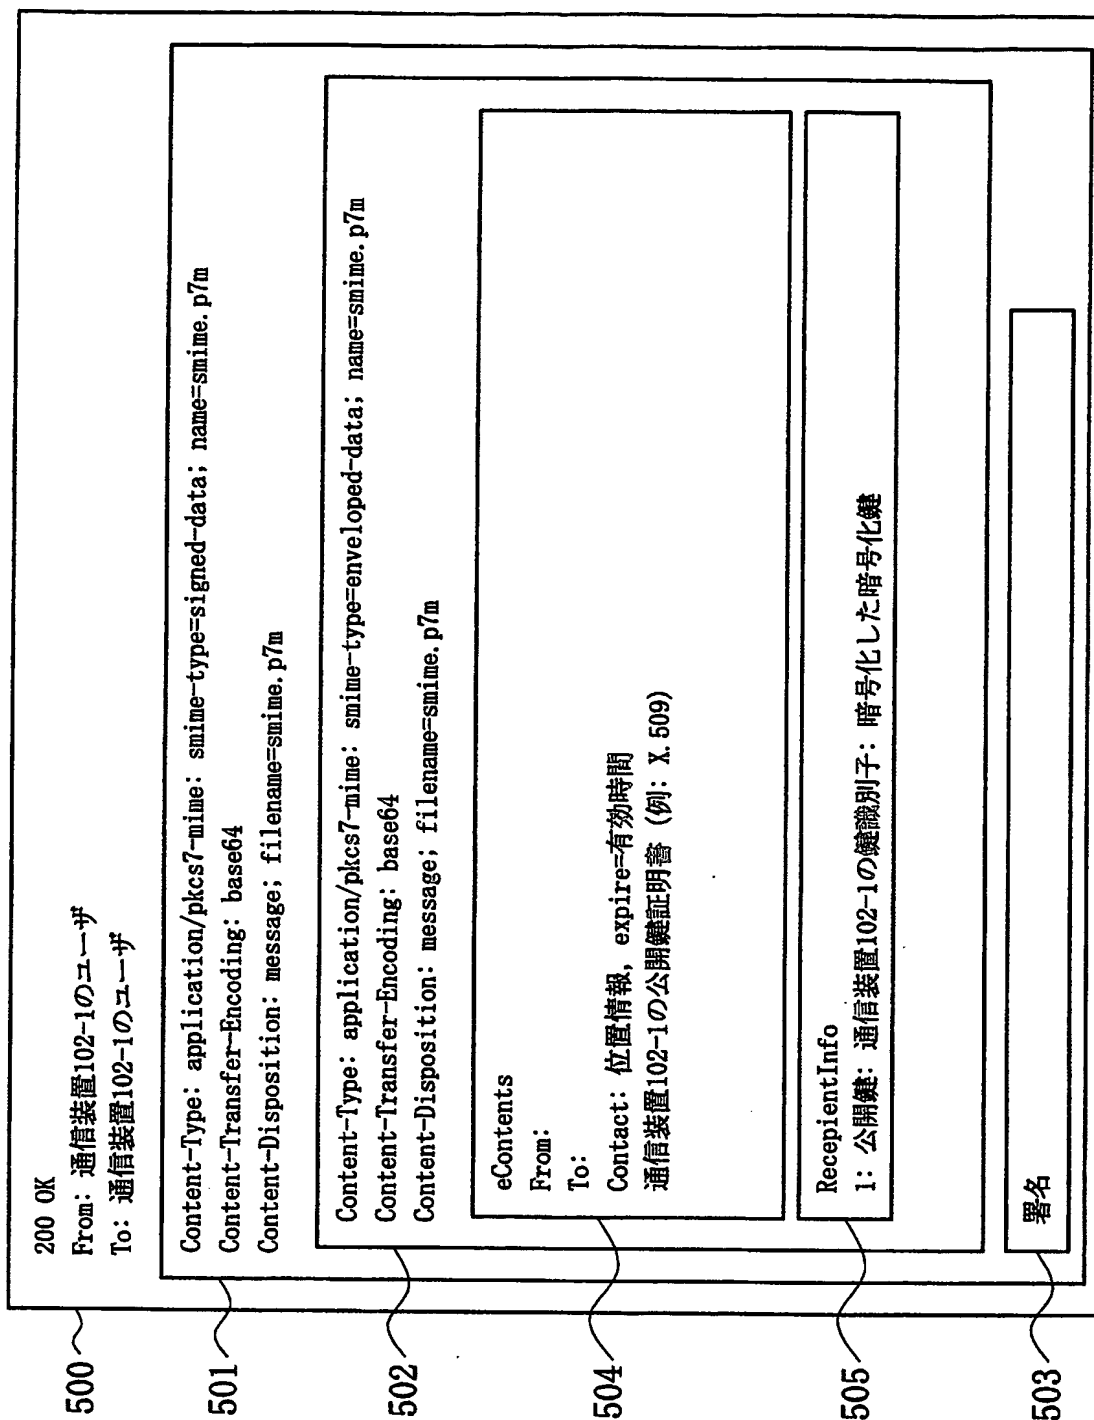 200 OK
From: 通信装置102-1のユーザ
To: 通信装置102-1のユーザ
Content-Type: application/pkcs7-mime: smime-type=signed-data; name=smime.p7m
Content-Transfer-Encoding: base64
Content-Disposition: message; filename=smime.p7m
Content-Type: application/pkcs7-mime: smime-type=enveloped-data; name=smime.p7m
Content-Transfer-Encoding: base64
Content-Disposition: message; filename=smime.p7m
eContents
From:
To:
Contact: 位置情報, expire=有効時間
通信装置102-1の公開鍵証明書 (例: X.509)
RecepientInfo
1: 公開鍵: 通信装置102-1の鍵識別子: 暗号化した暗号化鍵
署名
500
501
502
504
505
503